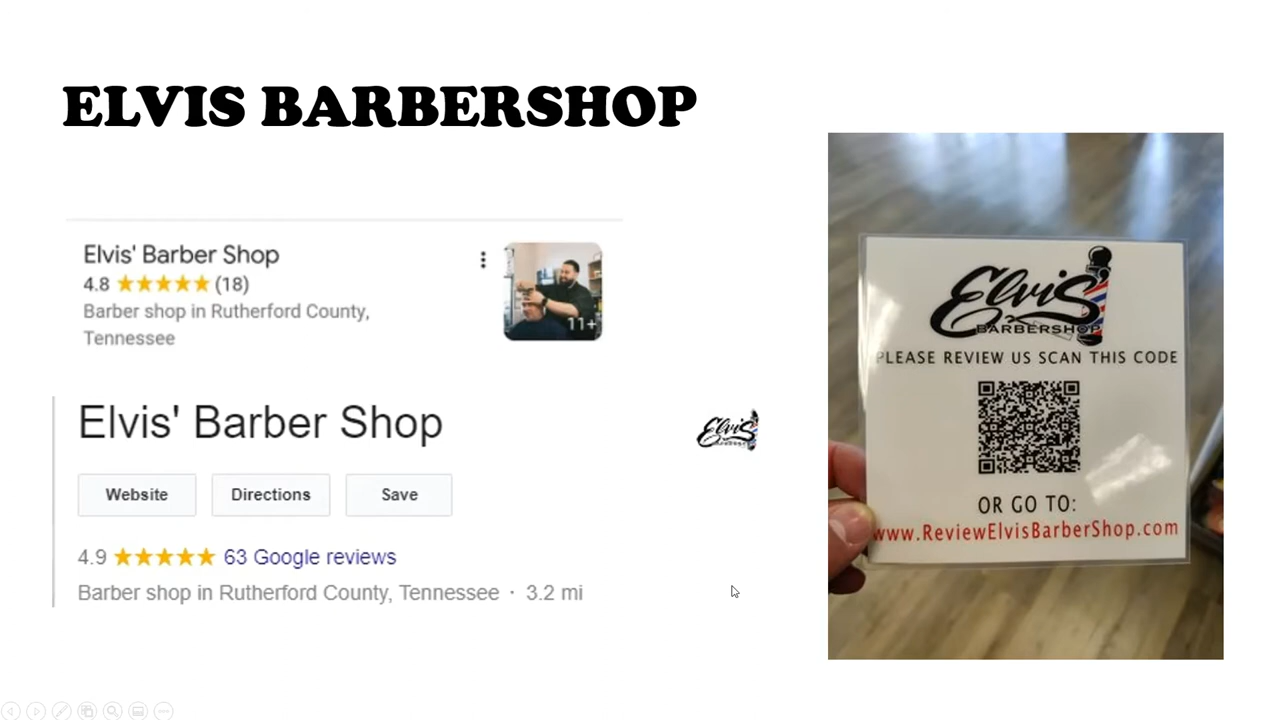 ELVIS BARBERSHOP
Elvis' Barber Shop
4.8 ★★★★★ (18)
Barber shop in Rutherford County,
Tennessee
11+
Elvis' Barber Shop
Elvis'
Website Directions Save
4.9 ★★★★★ 63 Google reviews
Barber shop in Rutherford County, Tennessee · 3.2 mi
Elvis'
BARBERSHOP
PLEASE REVIEW US SCAN THIS CODE
OR GO TO:
www.ReviewElvisBarberShop.com